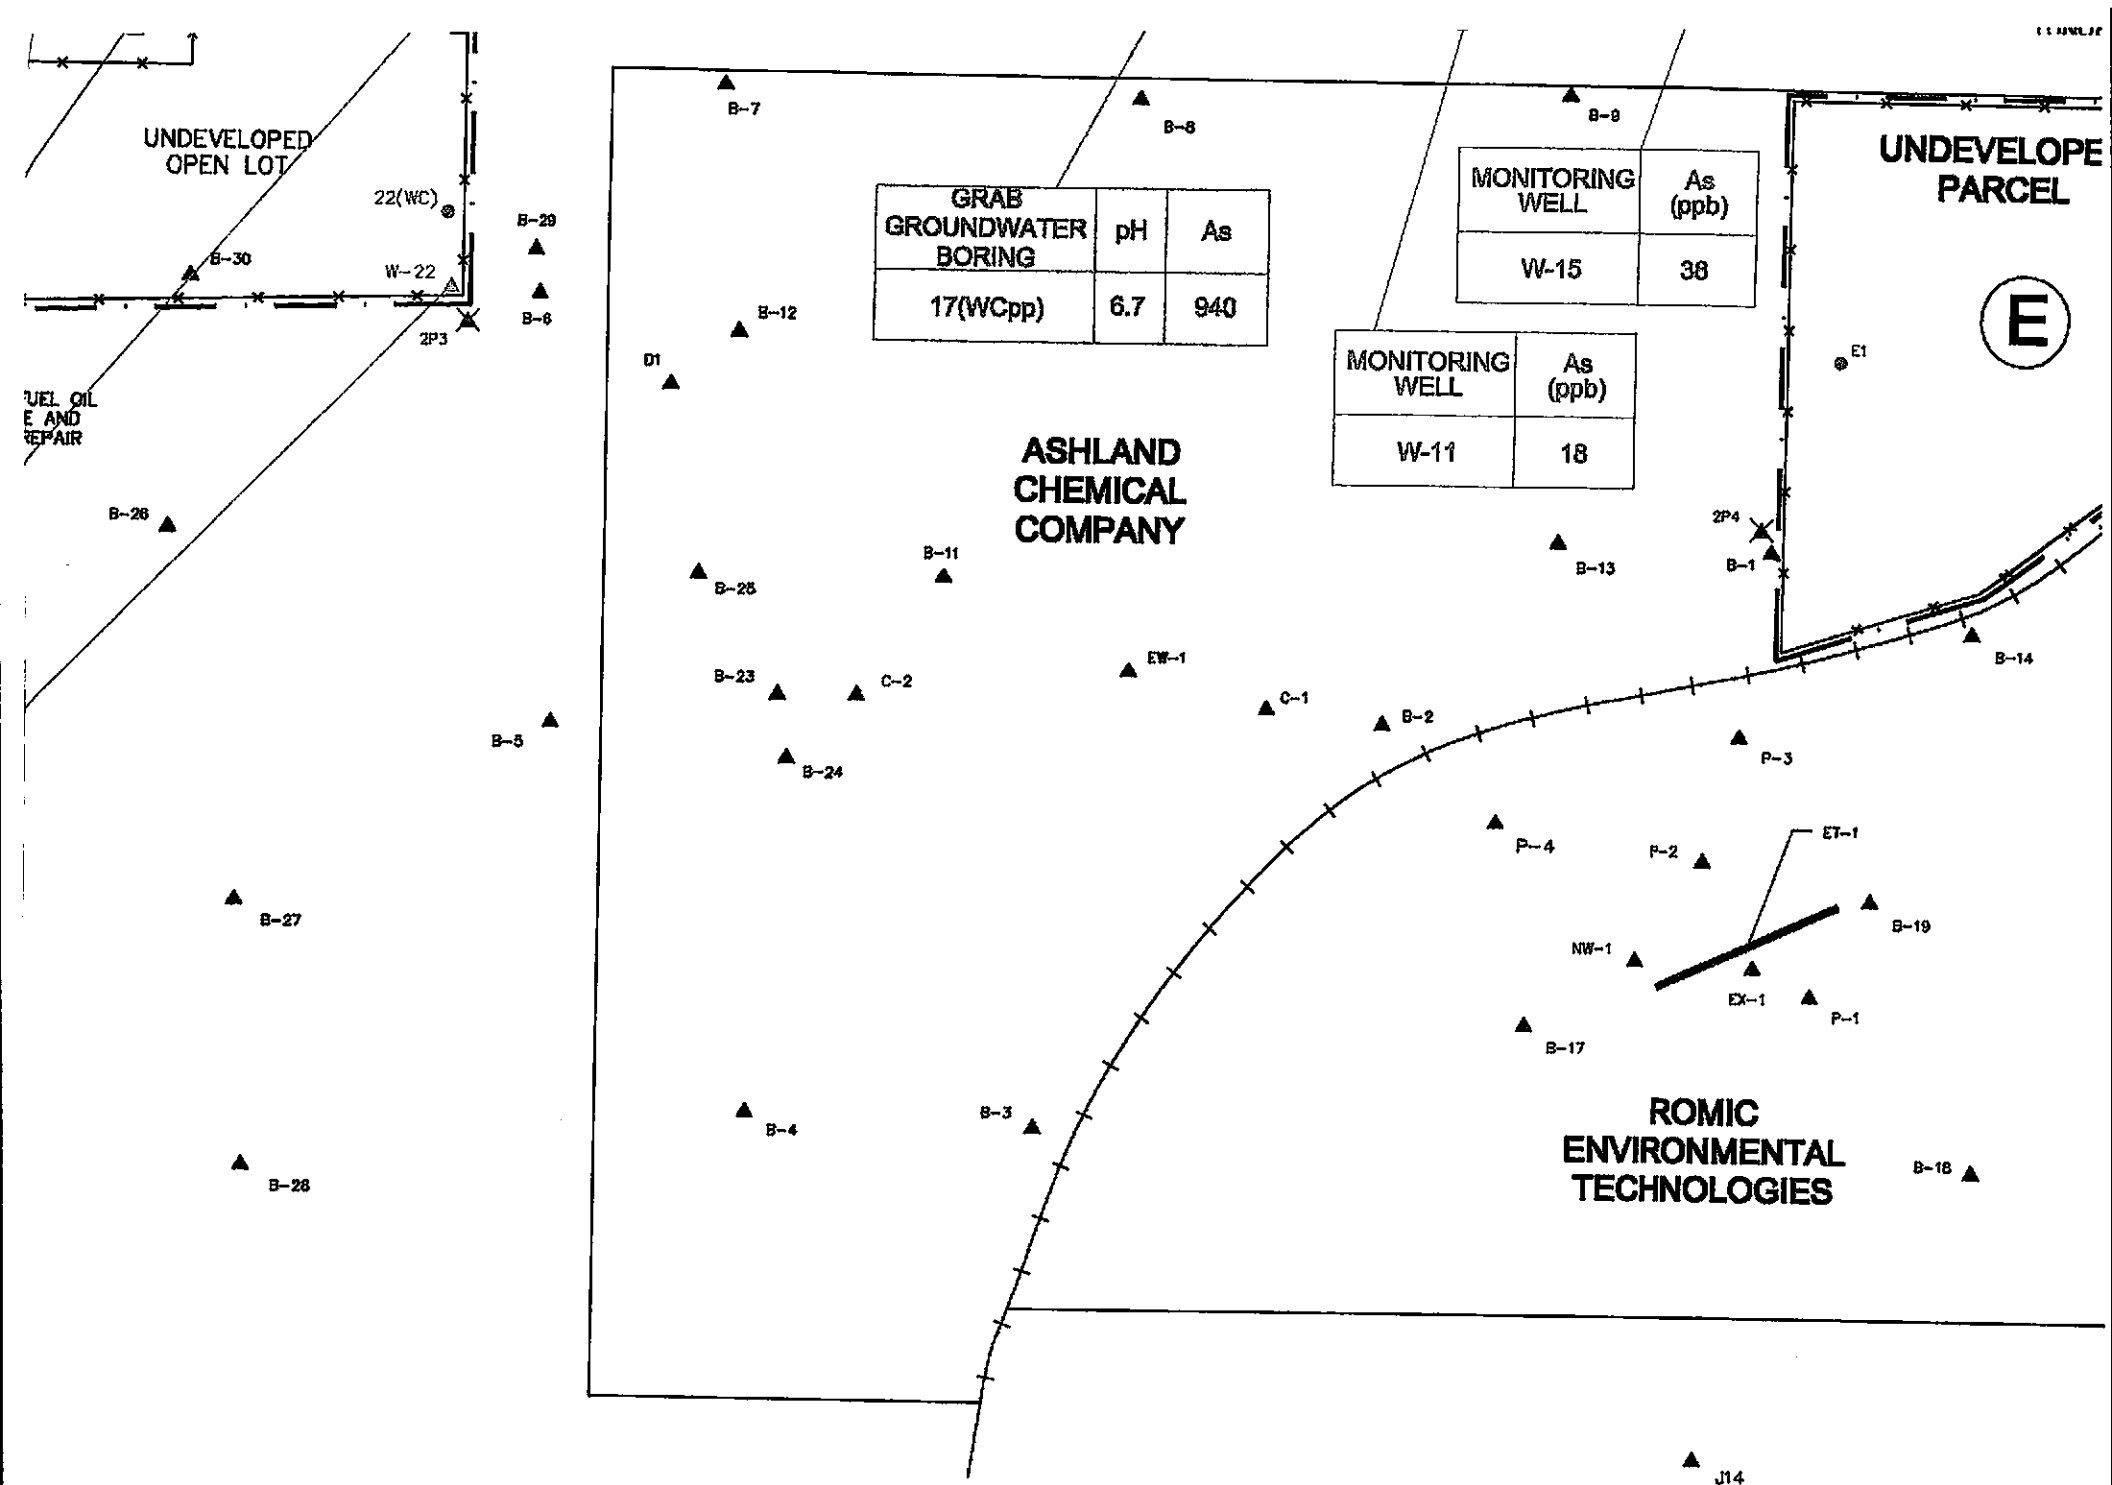 B-7
B-8
B-9
UNDEVELOPED
OPEN LOT
UNDEVELOPE
PARCEL
22(WC)
B-29
B-30
W-22
B-6
2P3
GRAB
GROUNDWATER
BORING
pH
As
17(WCpp)
6.7
940
MONITORING
WELL
As
(ppb)
W-15
38
MONITORING
WELL
As
(ppb)
W-11
18
E
E1
B-12
D1
UEL OIL
E AND
REPAIR
ASHLAND
CHEMICAL
COMPANY
B-26
B-25
B-11
B-13
2P4
B-1
B-14
B-23
C-2
EW-1
C-1
B-2
B-5
B-24
P-3
P-4
P-2
ET-1
B-27
B-19
NW-1
EX-1
P-1
B-17
B-4
B-3
ROMIC
ENVIRONMENTAL
TECHNOLOGIES
B-18
B-28
J14